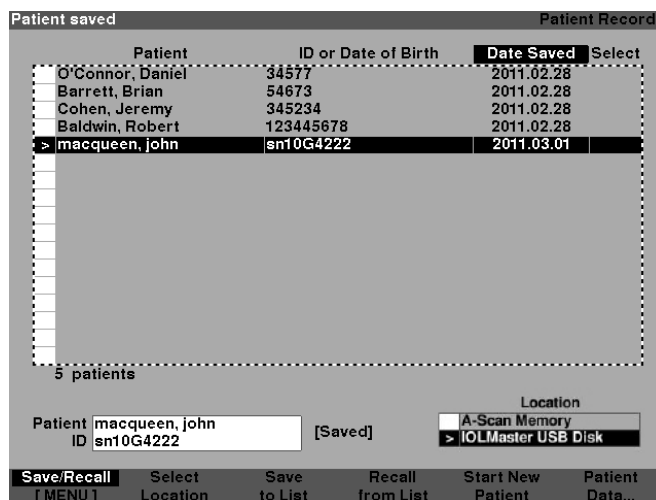 Patient saved Patient Record
Patient ID or Date of Birth Date Saved Select
O'Connor, Daniel 34577 2011.02.28
Barrett, Brian 54673 2011.02.28
Cohen, Jeremy 345234 2011.02.28
Baldwin, Robert 123445678 2011.02.28
> macqueen, john sn10G4222 2011.03.01
5 patients
Location
Patient macqueen, john [Saved] A-Scan Memory
ID sn10G4222 > IOLMaster USB Disk
Save/Recall Select Save Recall Start New Patient
[ MENU ] Location to List from List Patient Data...